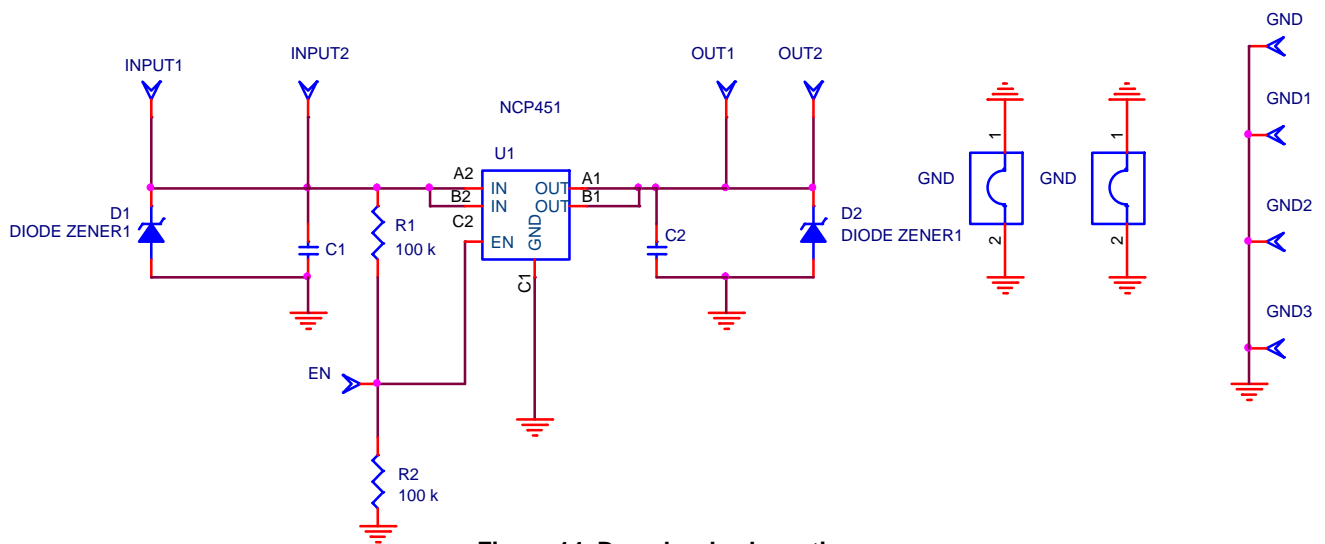 GND
INPUT2
OUT1
OUT2
INPUT1
GND1
NCP451
1
1
U1
A2
IN
OUT
A1
GND
GND
B2
IN
OUT
B1
GND2
D1
R1
C2
EN
GND
C2
D2
DIODE ZENER1
C1
100 k
DIODE ZENER1
2
2
C1
GND3
EN
R2
100 k